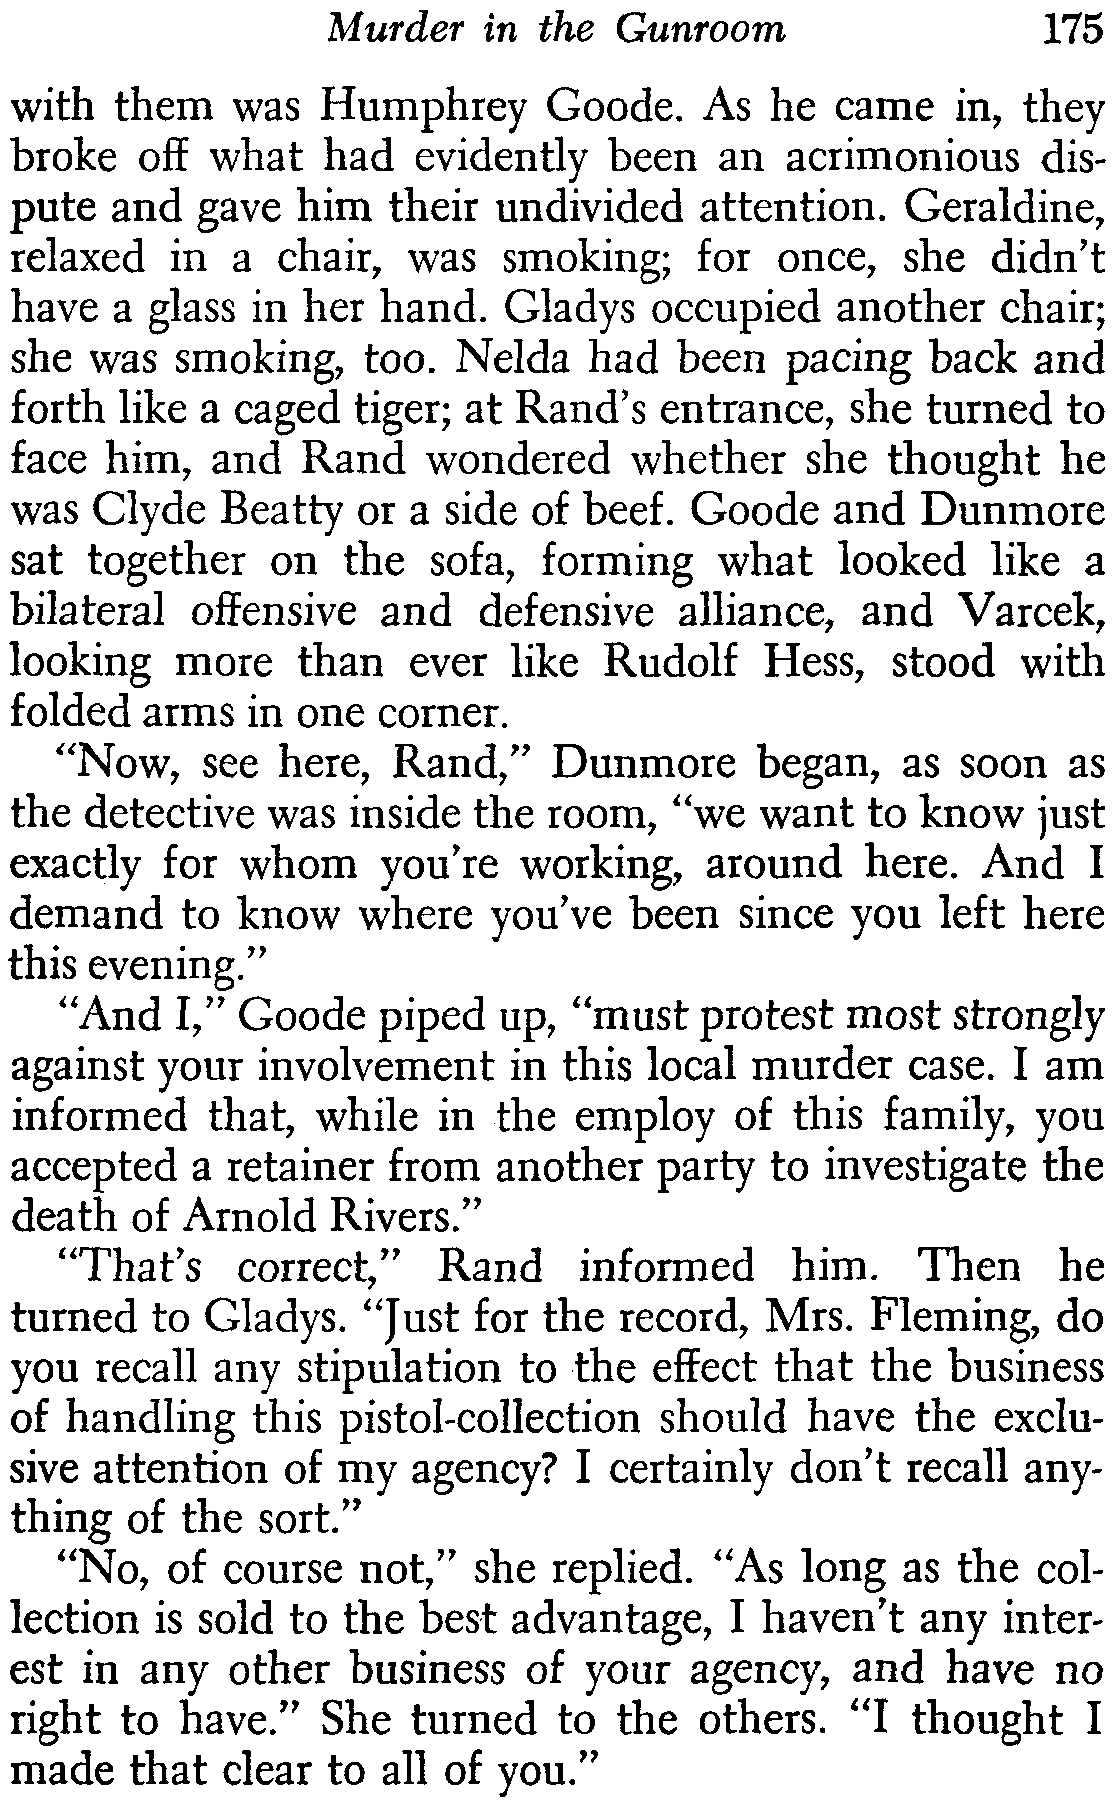 Murder in the Gunroom 175
with them was Humphrey Goode. As he came in, they
broke off what had evidently been an acrimonious dis-
pute and gave him their undivided attention. Geraldine,
relaxed in a chair, was smoking; for once, she didn't
have a glass in her hand. Gladys occupied another chair;
she was smoking, too. Nelda had been pacing back and
forth like a caged tiger; at Rand's entrance, she turned to
face him, and Rand wondered whether she thought he
was Clyde Beatty or a side of beef. Goode and Dunmore
sat together on the sofa, forming what looked like a
bilateral offensive and defensive alliance, and Varcek,
looking more than ever like Rudolf Hess, stood with
folded arms in one corner.
"Now, see here, Rand," Dunmore began, as soon as
the detective was inside the room, "we want to know just
exactly for whom you're working, around here. And I
demand to know where you've been since you left here
this evening."
"And I," Goode piped up, "must protest most strongly
against your involvement in this local murder case. I am
informed that, while in the employ of this family, you
accepted a retainer from another party to investigate the
death of Arnold Rivers."
"That's correct," Rand informed him. Then he
turned to Gladys. "Just for the record, Mrs. Fleming, do
you recall any stipulation to the effect that the business
of handling this pistol-collection should have the exclu-
sive attention of my agency? I certainly don't recall any-
thing of the sort."
"No, of course not," she replied. "As long as the col-
lection is sold to the best advantage, I haven't any inter-
est in any other business of your agency, and have no
right to have." She turned to the others. "I thought I
made that clear to all of you."